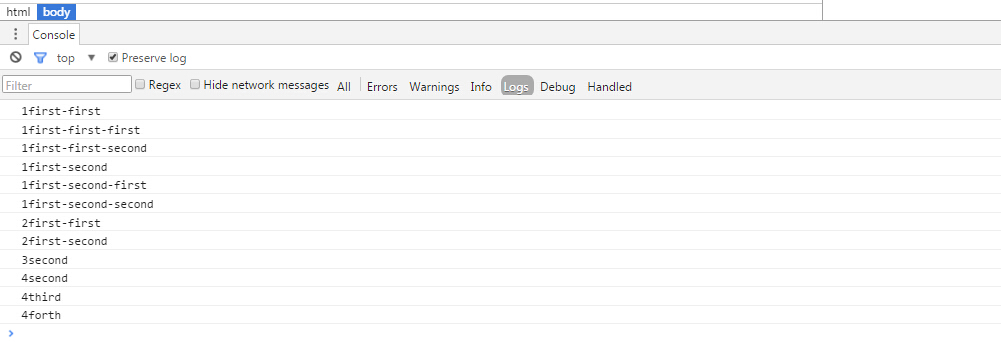 html body
Console
top ▼ Preserve log
Filter Regex Hide network messages All Errors Warnings Info Logs Debug Handled
1first-first
1first-first-first
1first-first-second
1first-second
1first-second-first
1first-second-second
2first-first
2first-second
3second
4second
4third
4forth